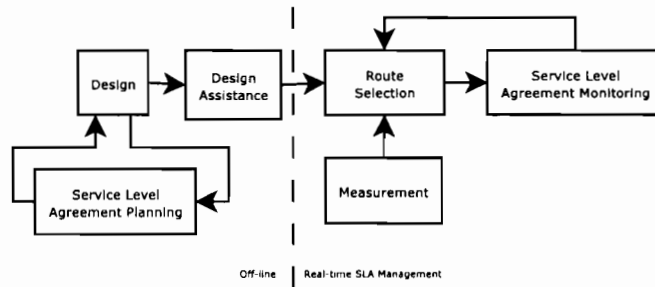 Design
Design
Assistance
Route
Selection
Service Level
Agreement Monitoring
Service Level
Agreement Planning
Measurement
Off-line
Real-time SLA Management